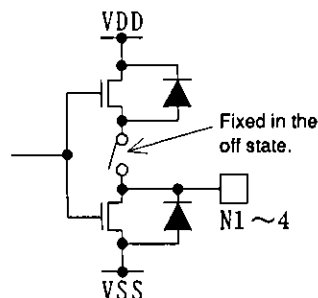 VDD
Fixed in the
off state.
N1～4
VSS